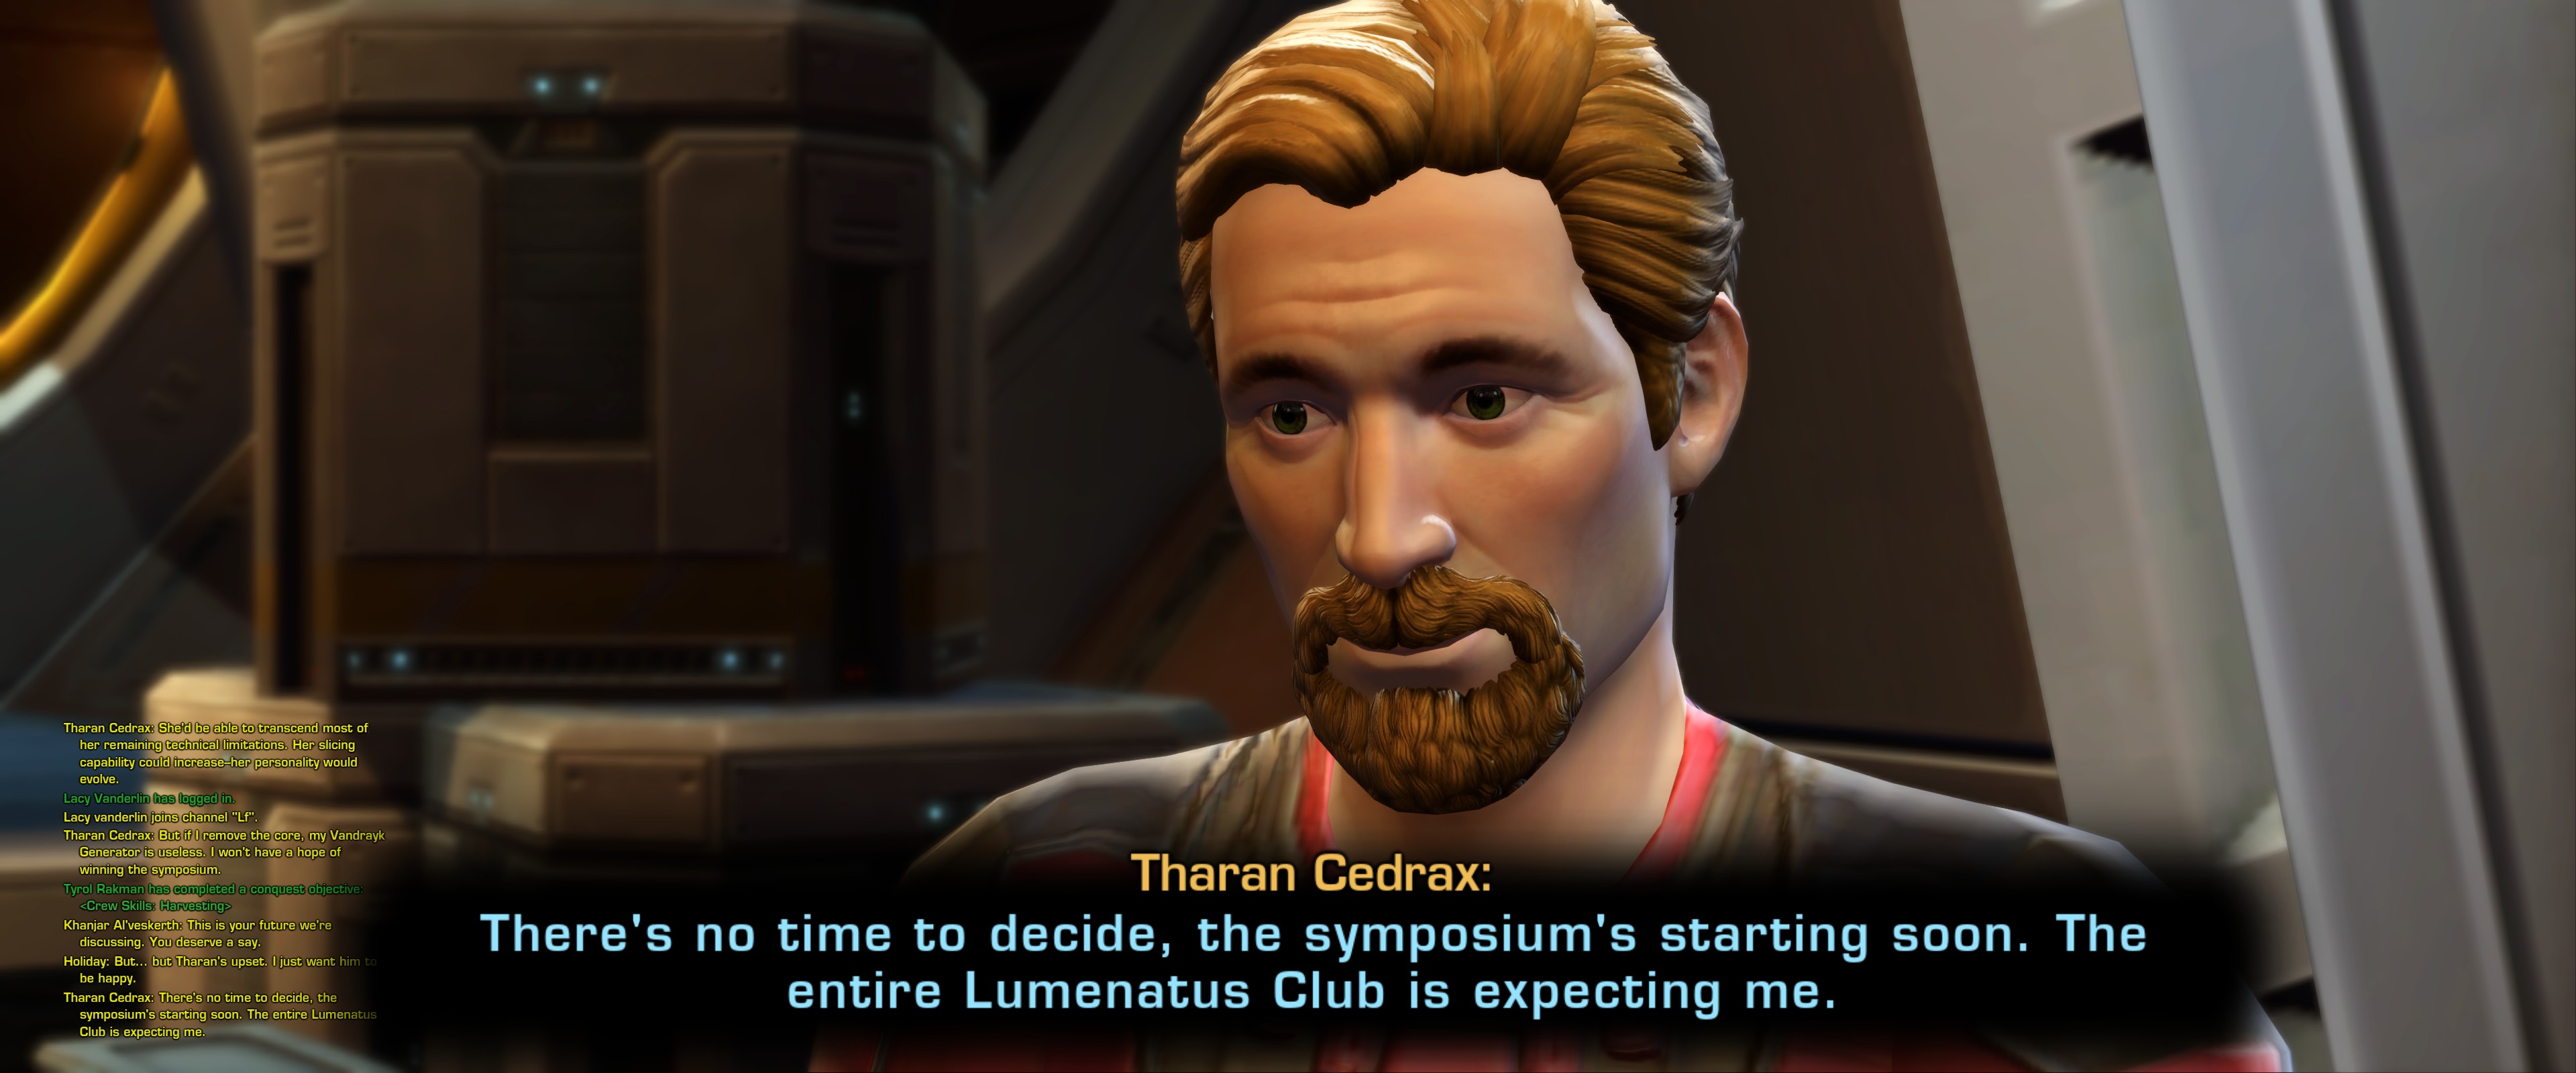 Tharan Cedrax: She'd be able to transcend most of
her remaining technical limitations. Her slicing
capability could increase–her personality would
evolve.
Lacy Vanderlin has logged in.
Lacy vanderlin joins channel "Lf".
Tharan Cedrax: But if I remove the core, my Vandrayk
Generator is useless. I won't have a hope of
winning the symposium.
Tyrol Rakman has completed a conquest objective:
<Crew Skills: Harvesting>
Khanjar Al'veskerth: This is your future we're
discussing. You deserve a say.
Holiday: But... but Tharan's upset. I just want him to
be happy.
Tharan Cedrax: There's no time to decide, the
symposium's starting soon. The entire Lumenatus
Club is expecting me.
Tharan Cedrax:
There's no time to decide, the symposium's starting soon. The
entire Lumenatus Club is expecting me.